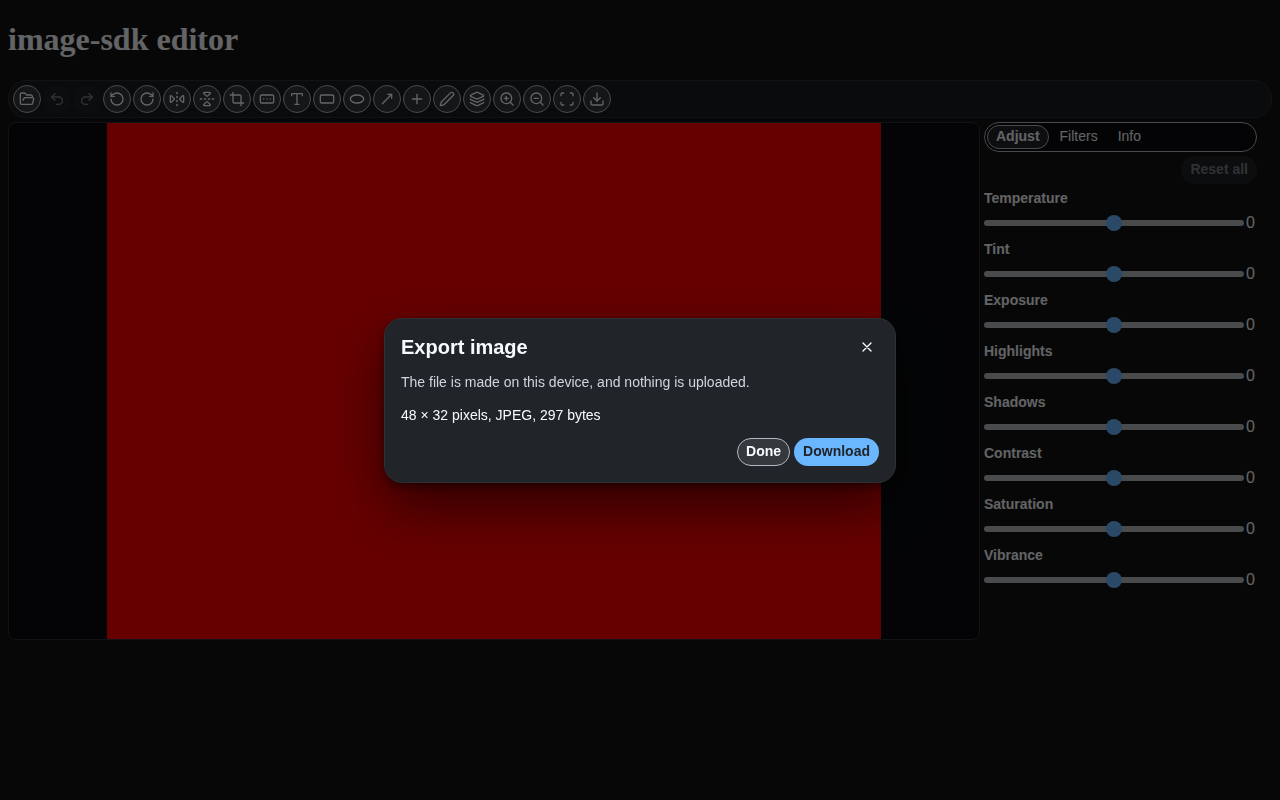 image-sdk editor
Adjust Filters Info
Reset all
Temperature
0
Tint
0
Exposure
0
Export image
Highlights
0
The file is made on this device, and nothing is uploaded.
Shadows
48 × 32 pixels, JPEG, 297 bytes
0
Done Download
Contrast
0
Saturation
0
Vibrance
0